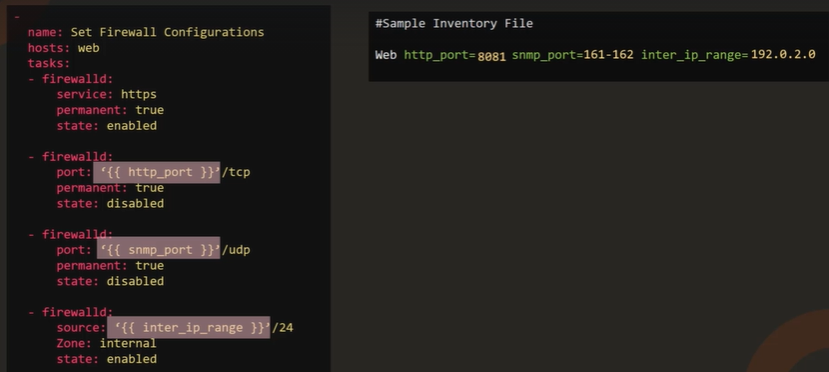 -
name: Set Firewall Configurations
hosts: web
tasks:
- firewalld:
service: https
permanent: true
state: enabled
- firewalld:
port: ‘{{ http_port }}’/tcp
permanent: true
state: disabled
- firewalld:
port: ‘{{ snmp_port }}’/udp
permanent: true
state: disabled
- firewalld:
source: ‘{{ inter_ip_range }}’/24
Zone: internal
state: enabled
#Sample Inventory File
Web http_port=8081 snmp_port=161-162 inter_ip_range=192.0.2.0